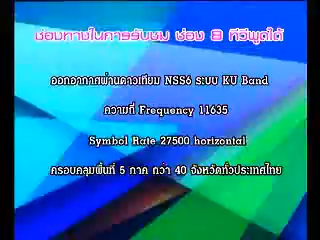 ช่องทางในการรับชม ช่อง 8 ทีวีพูดได้
ออกอากาศผ่านดาวเทียม NSS6 ระบบ KU Band
ความถี่ Frequency 11635
Symbol Rate 27500 horizontal
ครอบคลุมพื้นที่ 5 ภาค กว่า 40 จังหวัดทั่วประเทศไทย